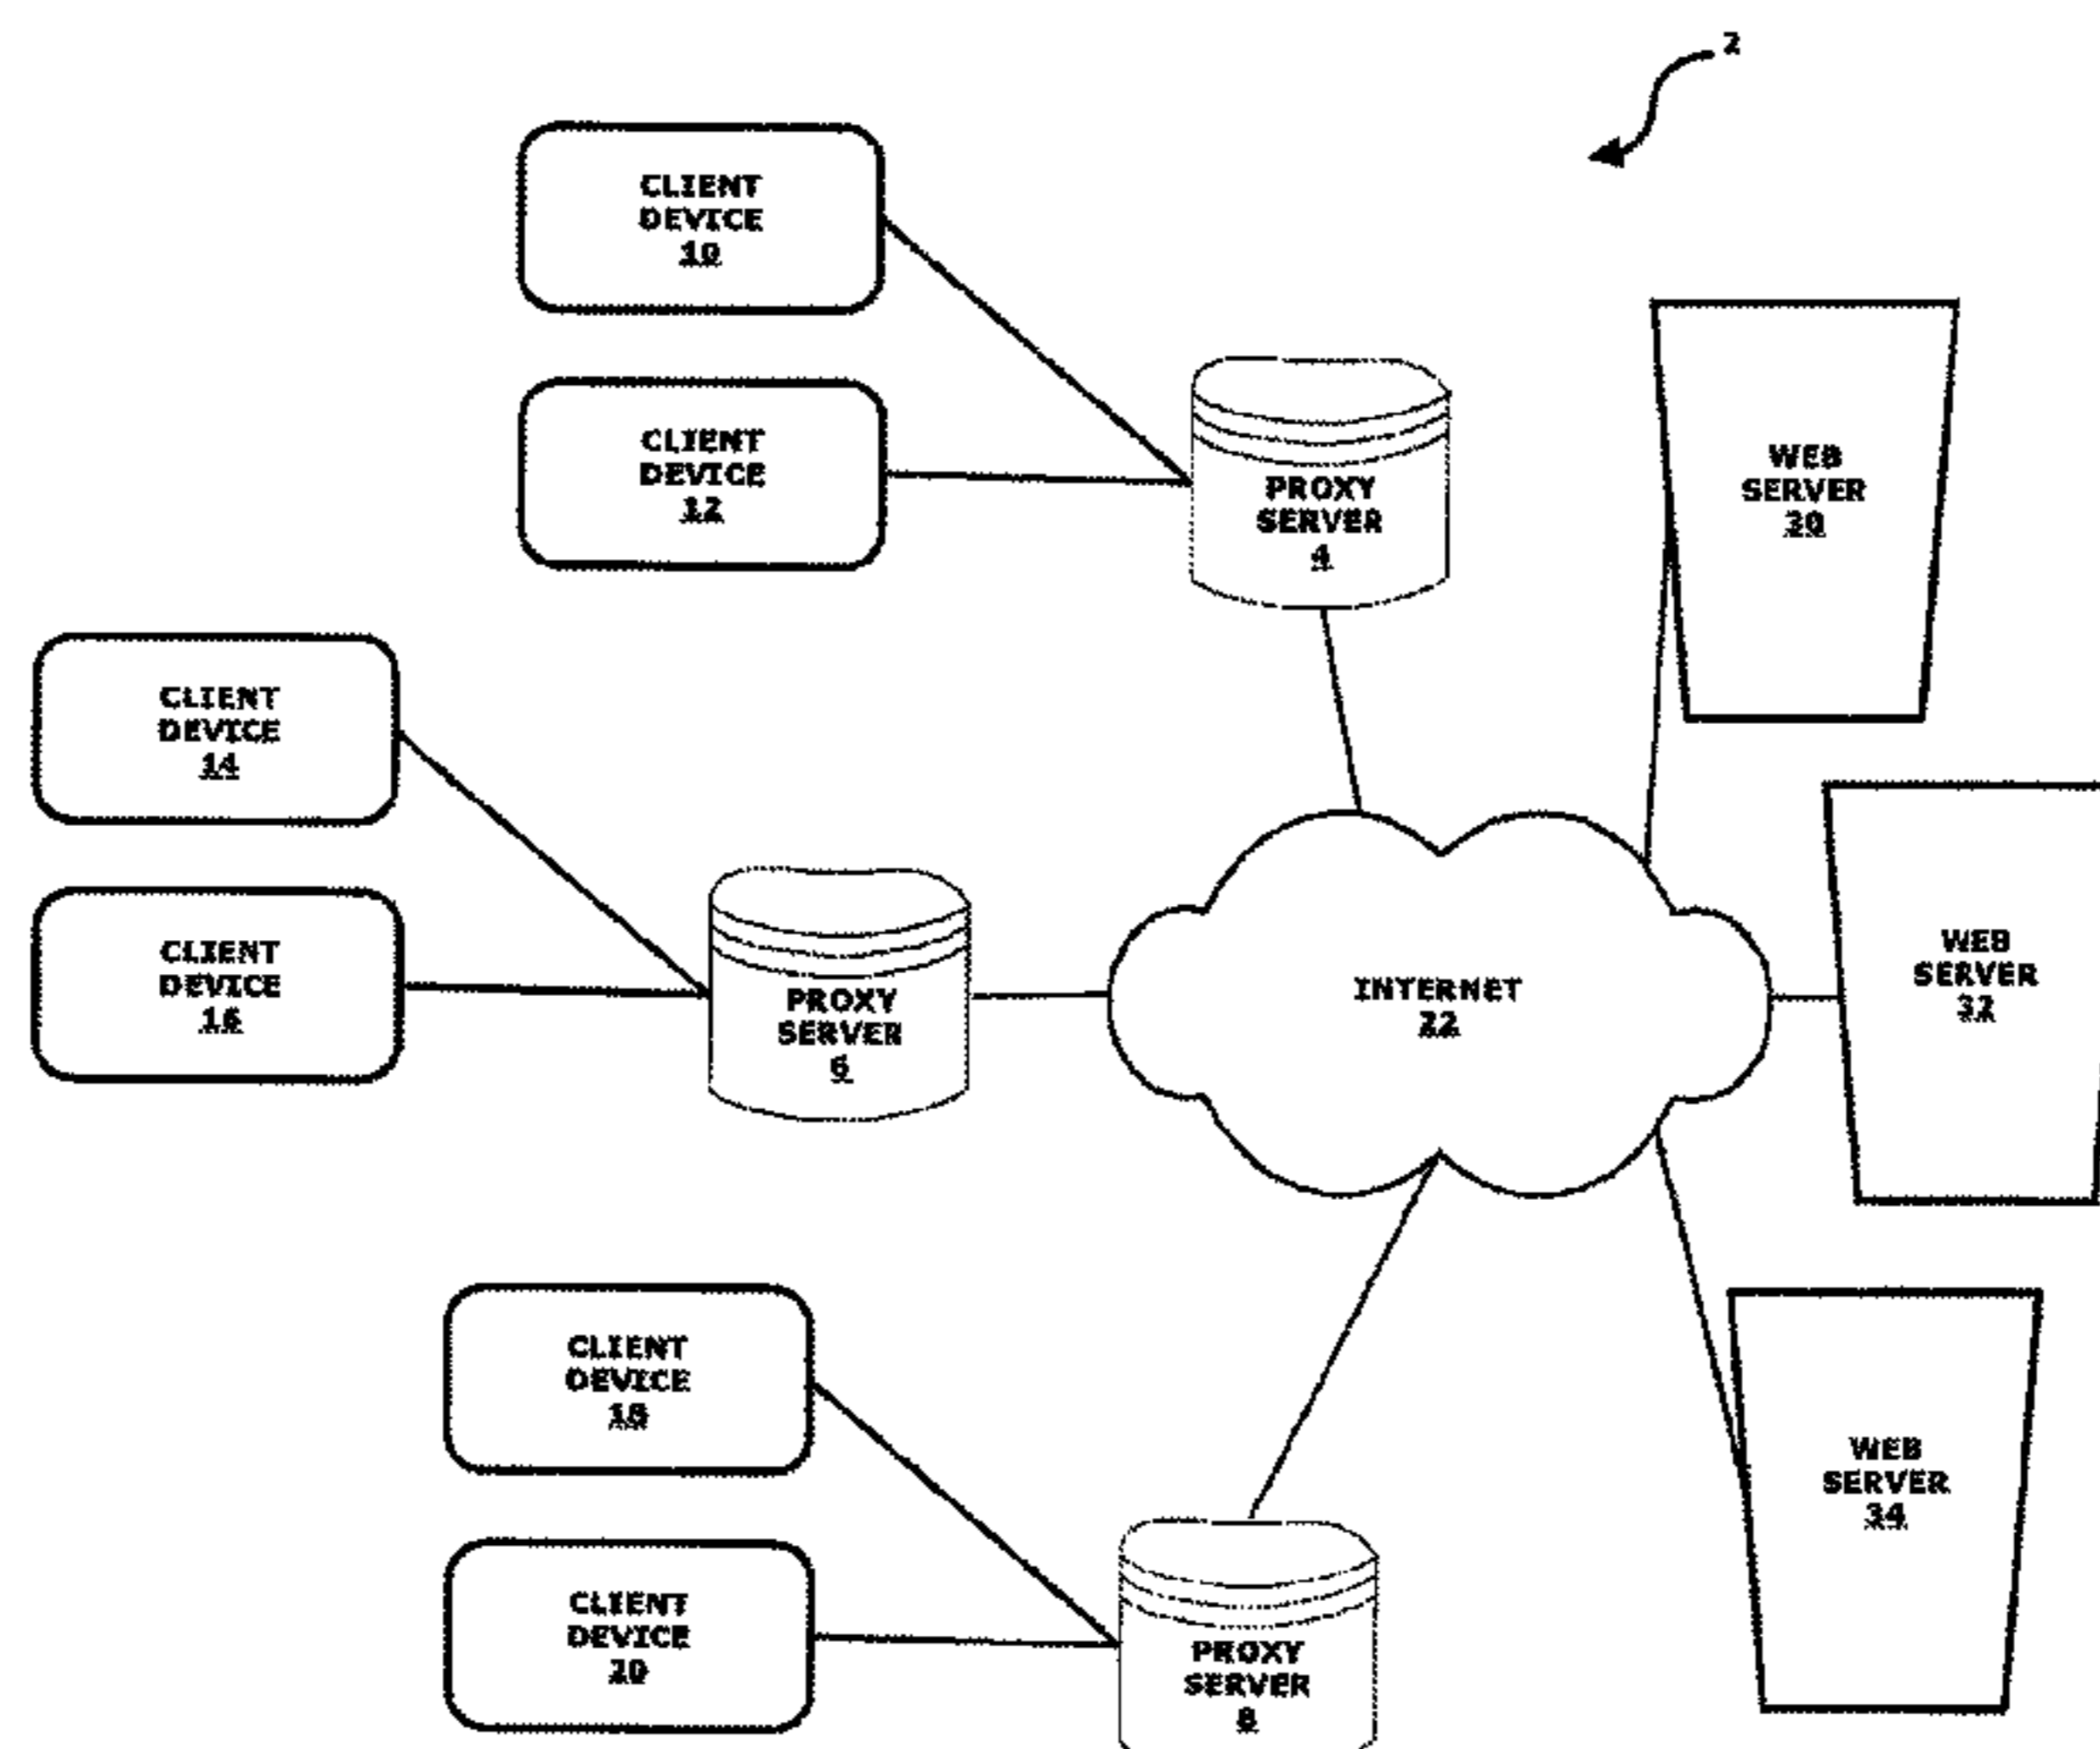 2
CLIENT
DEVICE
10
CLIENT
DEVICE
12
PROXY
SERVER
4
WEB
SERVER
30
CLIENT
DEVICE
14
CLIENT
DEVICE
16
PROXY
SERVER
6
INTERNET
22
WEB
SERVER
32
CLIENT
DEVICE
18
CLIENT
DEVICE
20
PROXY
SERVER
8
WEB
SERVER
34